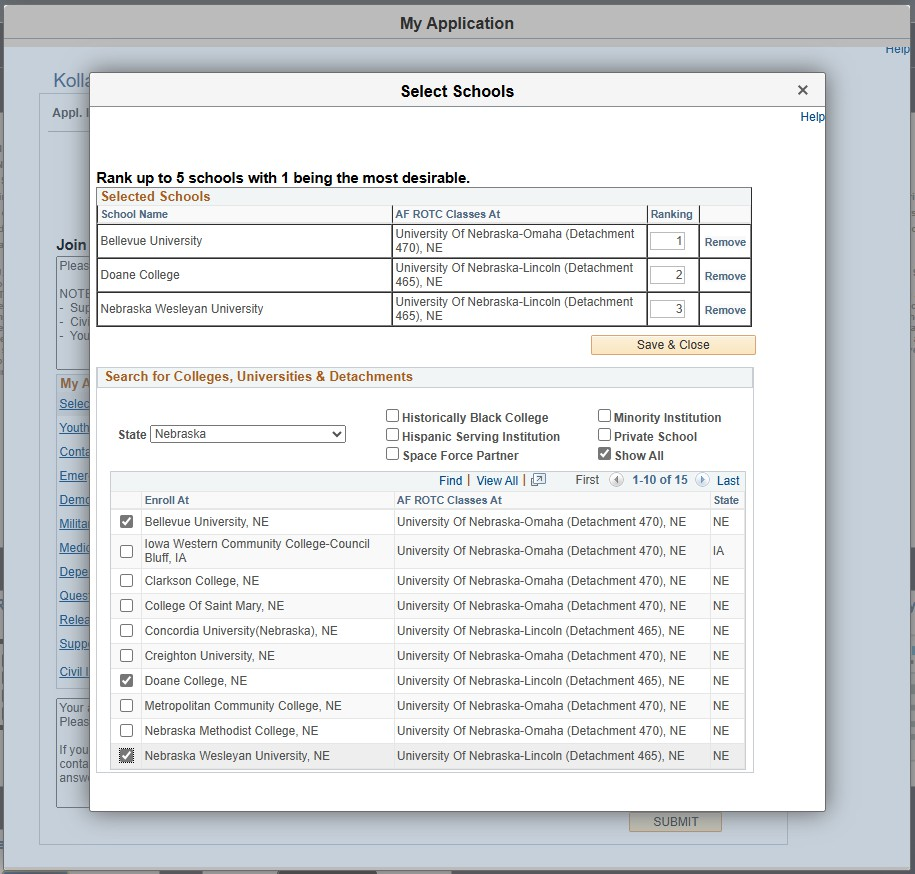 My Application
Help
Kolla
Appl. I
Select Schools
×
Help
Rank up to 5 schools with 1 being the most desirable.
Selected Schools
School Name AF ROTC Classes At Ranking
Bellevue University University Of Nebraska-Omaha (Detachment 470), NE 1 Remove
Doane College University Of Nebraska-Lincoln (Detachment 465), NE 2 Remove
Nebraska Wesleyan University University Of Nebraska-Lincoln (Detachment 465), NE 3 Remove
Save & Close
Search for Colleges, Universities & Detachments
State Nebraska
Historically Black College
Minority Institution
Hispanic Serving Institution
Private School
Space Force Partner
Show All
Find | View All | First 1-10 of 15 Last
Enroll At AF ROTC Classes At State
Bellevue University, NE University Of Nebraska-Omaha (Detachment 470), NE NE
Iowa Western Community College-Council Bluff, IA University Of Nebraska-Omaha (Detachment 470), NE IA
Clarkson College, NE University Of Nebraska-Omaha (Detachment 470), NE NE
College Of Saint Mary, NE University Of Nebraska-Omaha (Detachment 470), NE NE
Concordia University(Nebraska), NE University Of Nebraska-Lincoln (Detachment 465), NE NE
Creighton University, NE University Of Nebraska-Omaha (Detachment 470), NE NE
Doane College, NE University Of Nebraska-Lincoln (Detachment 465), NE NE
Metropolitan Community College, NE University Of Nebraska-Omaha (Detachment 470), NE NE
Nebraska Methodist College, NE University Of Nebraska-Omaha (Detachment 470), NE NE
Nebraska Wesleyan University, NE University Of Nebraska-Lincoln (Detachment 465), NE NE
Join
Pleas
NOTE
- Sup
- Civi
- You
My A
Selec
Youth
Conta
Emer
Demo
Milita
Medic
Depe
Ques
Relea
Supp
Civil I
Your a
Pleas
If you
conta
answ
SUBMIT